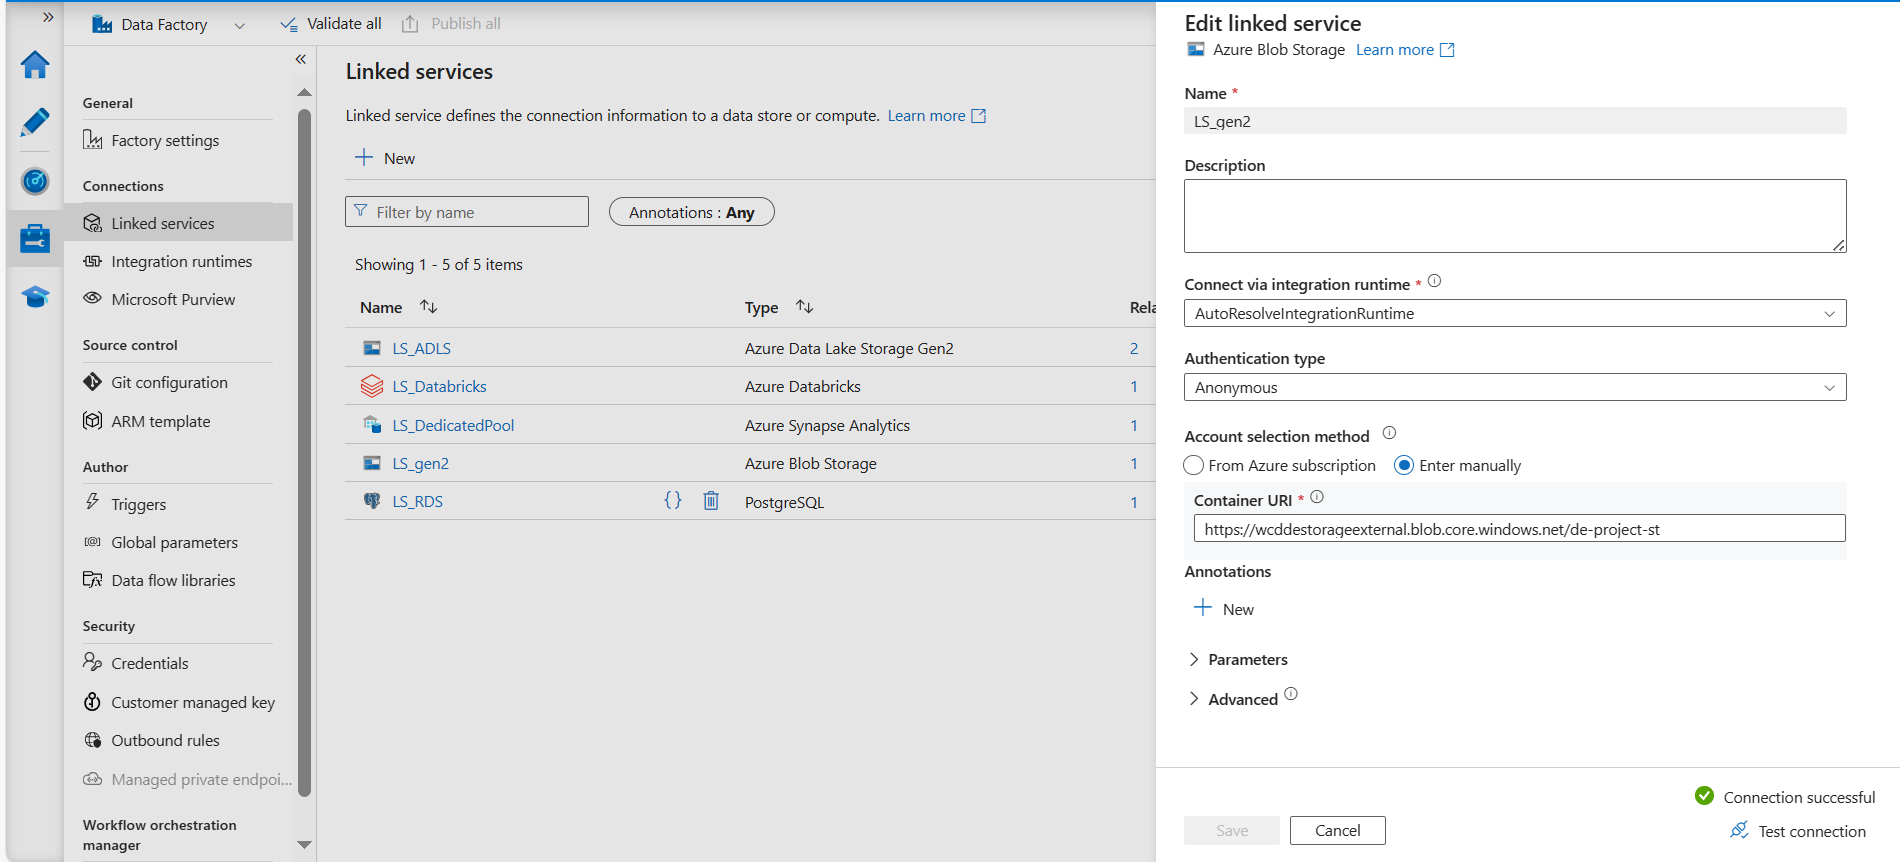 Data Factory
Validate all
Publish all
General
Factory settings
Connections
Linked services
Integration runtimes
Microsoft Purview
Source control
Git configuration
ARM template
Author
Triggers
Global parameters
Data flow libraries
Security
Credentials
Customer managed key
Outbound rules
Managed private endpoi...
Workflow orchestration
manager
Linked services
Linked service defines the connection information to a data store or compute. Learn more
New
Filter by name
Annotations : Any
Showing 1 - 5 of 5 items
Name Type Rela
LS_ADLS Azure Data Lake Storage Gen2 2
LS_Databricks Azure Databricks 1
LS_DedicatedPool Azure Synapse Analytics 1
LS_gen2 Azure Blob Storage 1
LS_RDS {} PostgreSQL 1
Edit linked service
Azure Blob Storage Learn more
Name *
LS_gen2
Description
Connect via integration runtime *
AutoResolveIntegrationRuntime
Authentication type
Anonymous
Account selection method
From Azure subscription Enter manually
Container URI *
https://wcddestorageexternal.blob.core.windows.net/de-project-st
Annotations
New
Parameters
Advanced
Connection successful
Save Cancel Test connection